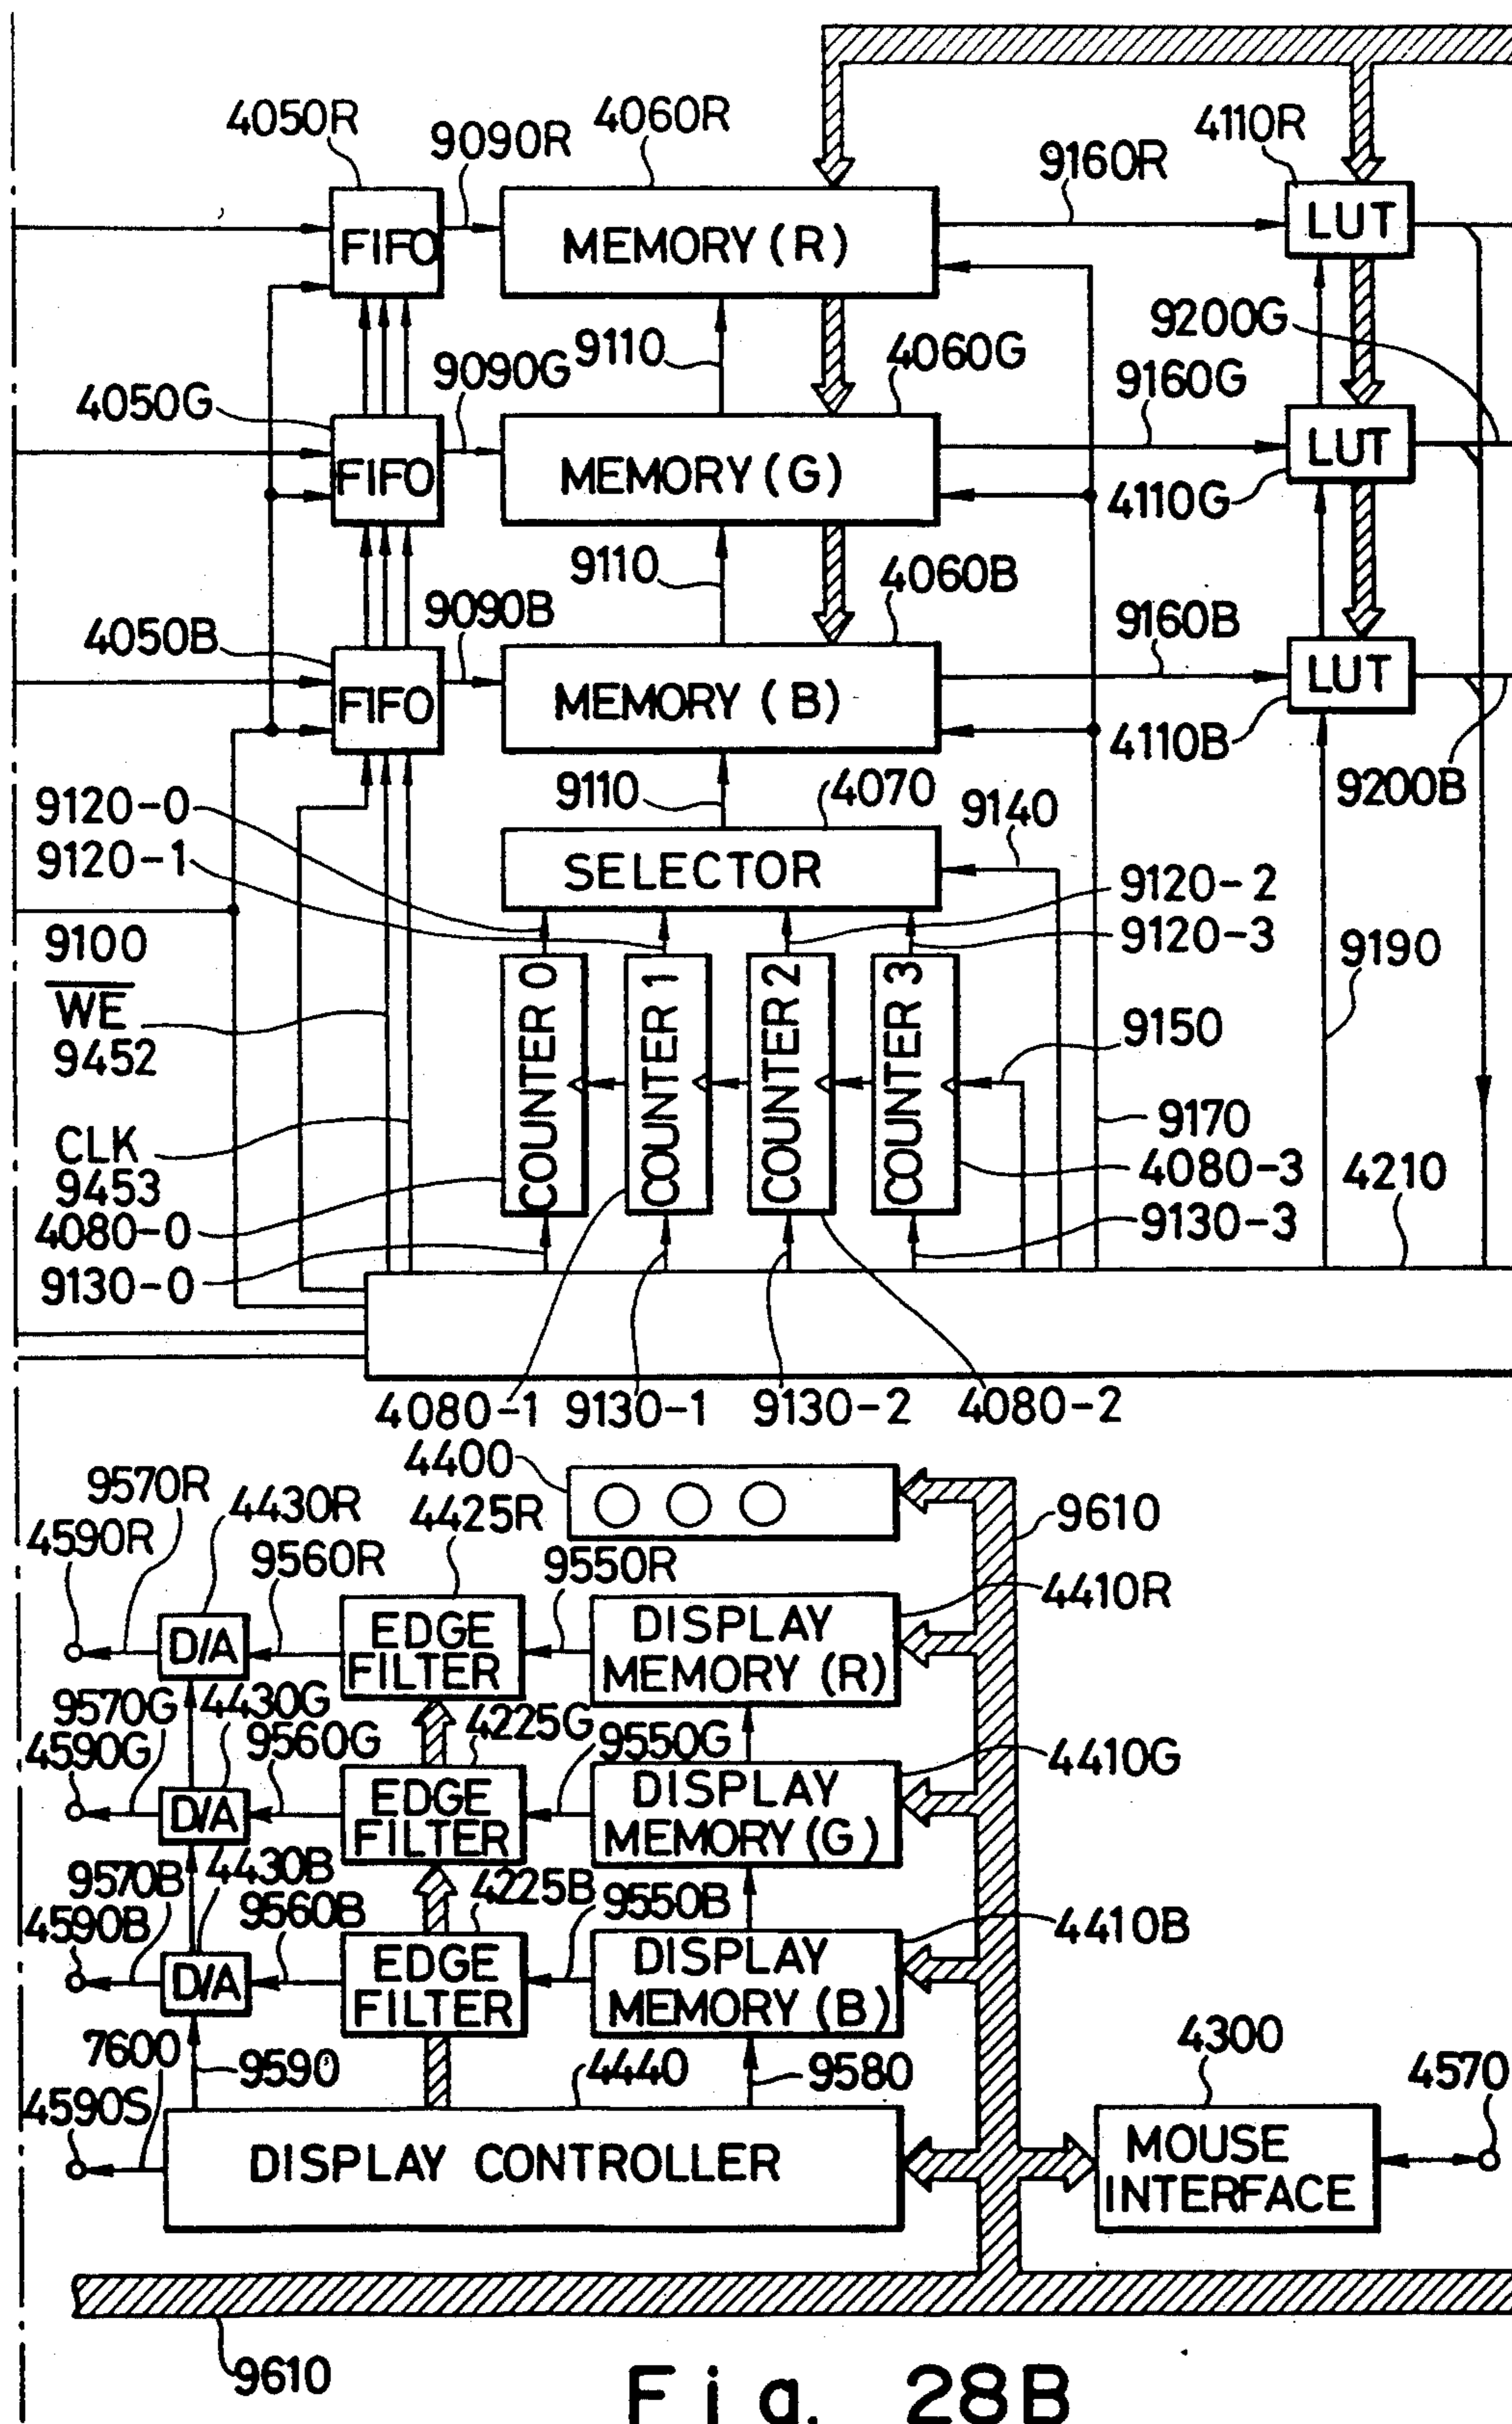 4050R
9090R
4060R
9160R
4110R
FIFO
MEMORY (R)
LUT
9200G
9110
4060G
9090G
9160G
4050G
FIFO
MEMORY (G)
LUT
4110G
9110
4060B
9090B
9160B
4050B
FIFO
MEMORY (B)
LUT
4110B
9200B
9110
4070
9140
9120-0
9120-1
SELECTOR
9120-2
9120-3
9100
9190
WE
9452
COUNTER 0
COUNTER 1
COUNTER 2
COUNTER 3
9150
CLK
9453
9170
4080-3
4210
4080-0
9130-3
9130-0
4080-1
9130-1
9130-2
4080-2
4400
9570R
4430R
4425R
9610
4590R
9560R
9550R
4410R
D/A
EDGE
FILTER
DISPLAY
MEMORY (R)
9570G
4430G
4225G
4590G
9560G
9550G
4410G
D/A
EDGE
FILTER
DISPLAY
MEMORY (G)
9570B
4430B
4225B
4590B
9560B
9550B
4410B
D/A
EDGE
FILTER
DISPLAY
MEMORY (B)
7600
9590
4440
9580
4300
4570
4590S
DISPLAY CONTROLLER
MOUSE
INTERFACE
9610
Fig. 28B